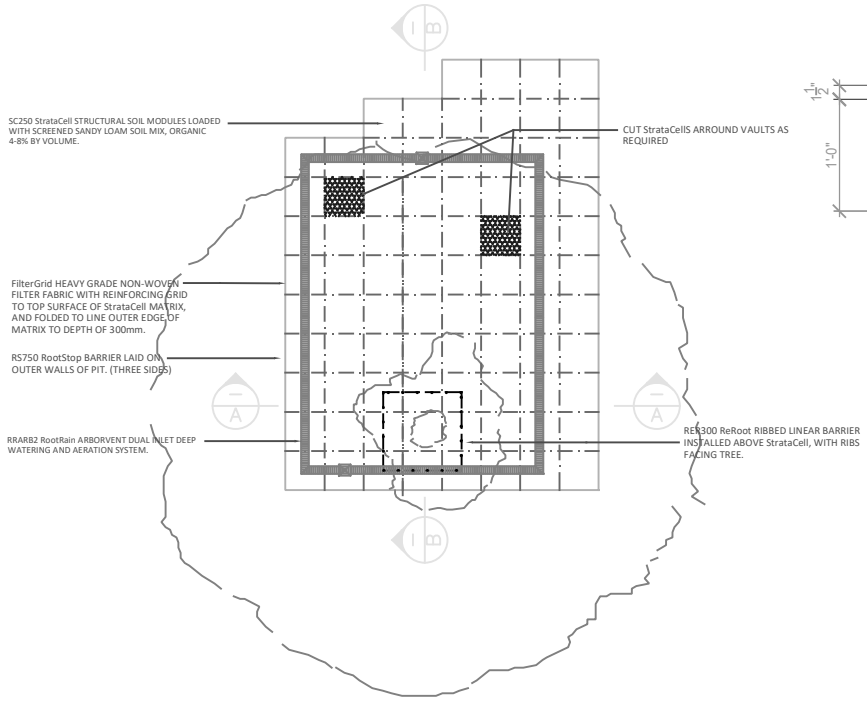 I
B
1
1"
2
1'-0"
SC250 StrataCell STRUCTURAL SOIL MODULES LOADED
WITH SCREENED SANDY LOAM SOIL MIX, ORGANIC
4-8% BY VOLUME.
CUT StrataCellS ARROUND VAULTS AS
REQUIRED
FilterGrid HEAVY GRADE NON-WOVEN
FILTER FABRIC WITH REINFORCING GRID
TO TOP SURFACE OF StrataCell MATRIX,
AND FOLDED TO LINE OUTER EDGE OF
MATRIX TO DEPTH OF 300mm.
RS750 RootStop BARRIER LAID ON
OUTER WALLS OF PIT. (THREE SIDES)
I
A
I
A
RRARB2 RootRain ARBORVENT DUAL INLET DEEP
WATERING AND AERATION SYSTEM.
RER300 ReRoot RIBBED LINEAR BARRIER
INSTALLED ABOVE StrataCell, WITH RIBS
FACING TREE.
I
B